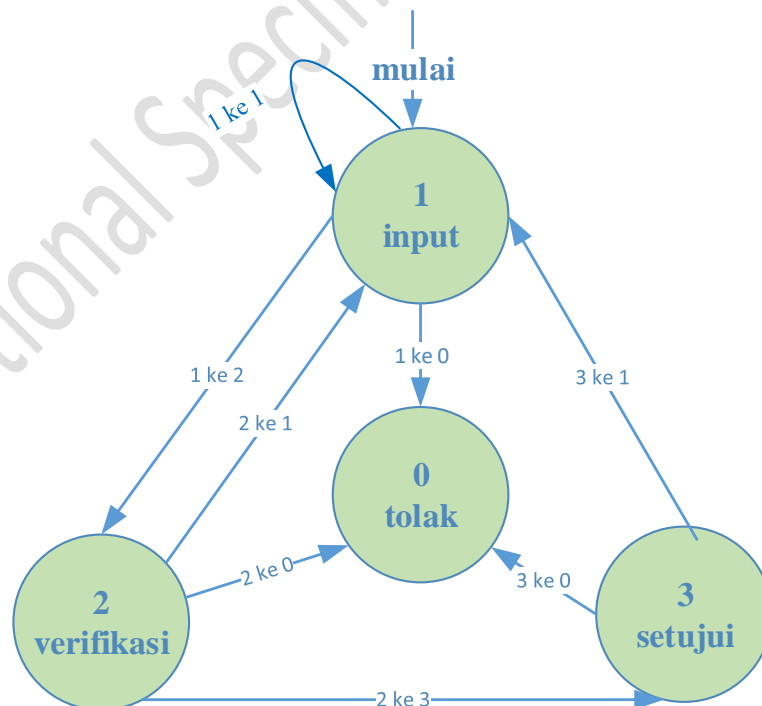 mulai
1 ke 1
1
input
1 ke 2
1 ke 0
3 ke 1
2 ke 1
0
tolak
2 ke 0
3 ke 0
2
verifikasi
3
setujui
2 ke 3